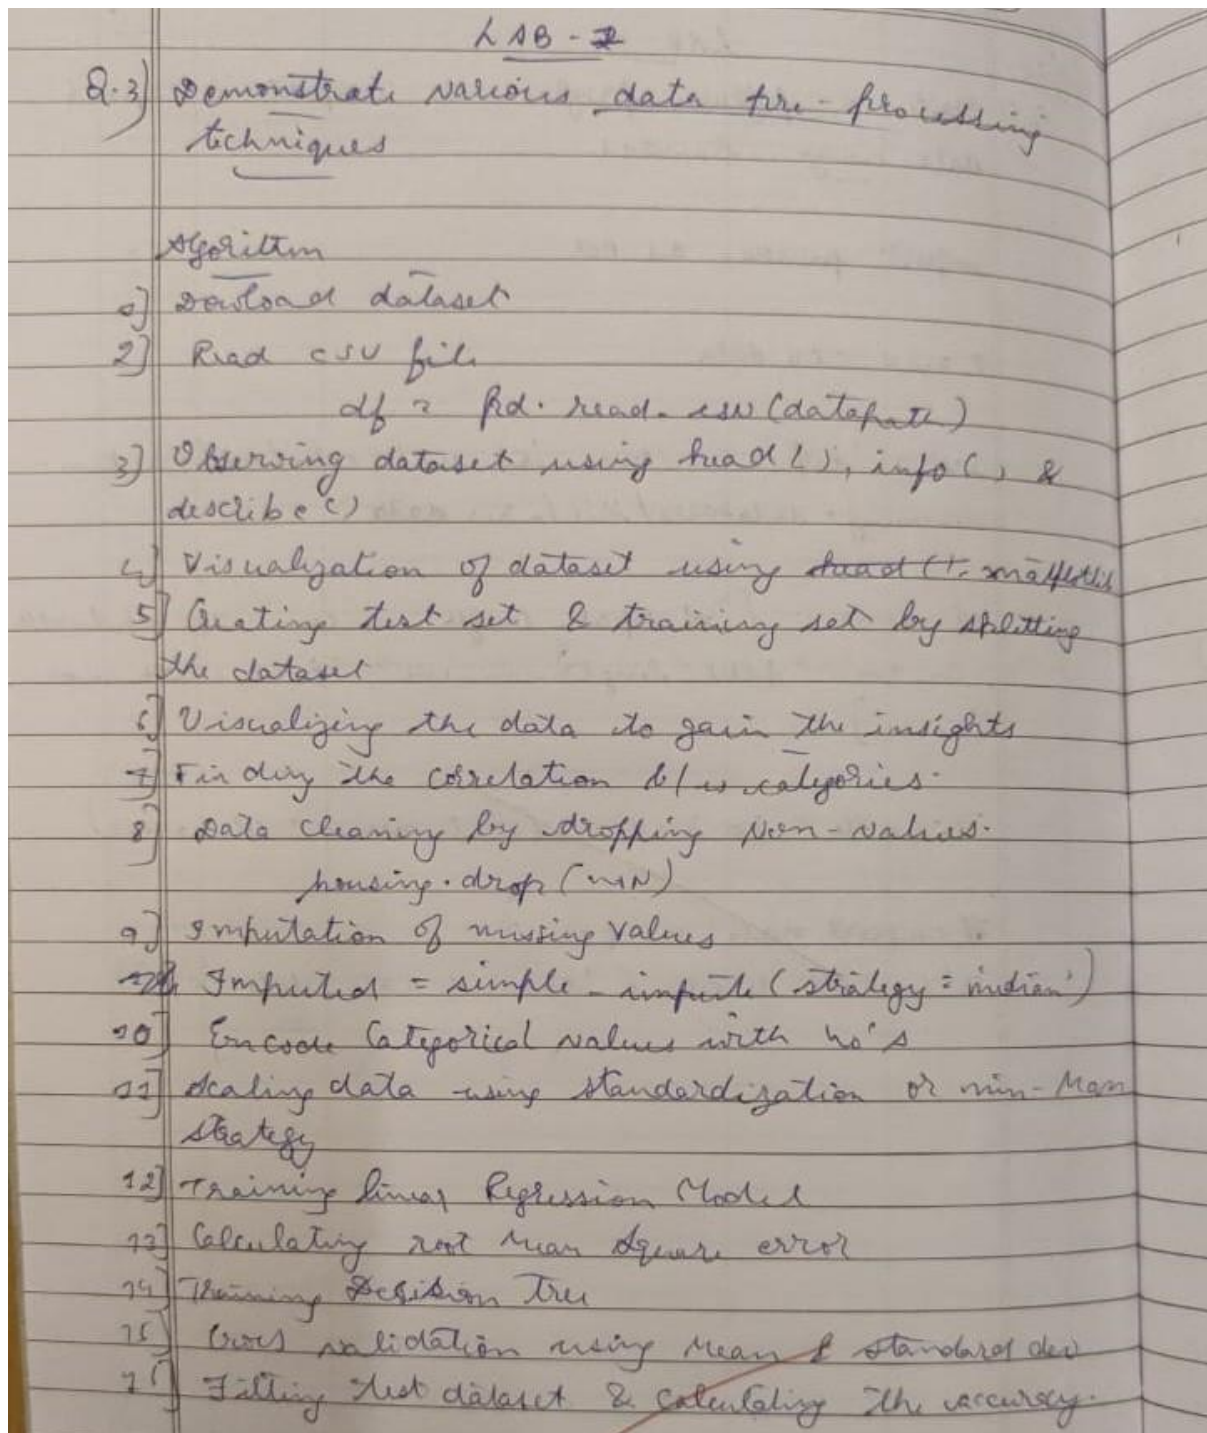 LAB - 2
Q.3) Demonstrate various data pre-processing
techniques
Algorithm
1] Dowload dataset
2] Read csv file
df = pd.read_csv(datapath)
3] Observing dataset using head(), info() &
describe()
4] Visualization of dataset using head()
5] Creating test set & training set by splitting
the dataset
6] Visualizing the data to gain the insights
7] Finding the correlation b/w categories.
8] Data cleaning by dropping Nan-values.
housing.drop(NaN)
9] Imputation of missing values
Imputed = simple_impute(strategy='median')
10] Encode Categorical values with no's
11] Scaling data using standardization or min-Max
strategy
12] Training linear Regression Model
13] Calculating root mean square error
14] Training Decision Tree
15] Cross validation using Mean & standard dev
16] Fitting test dataset & calculating the accuracy.